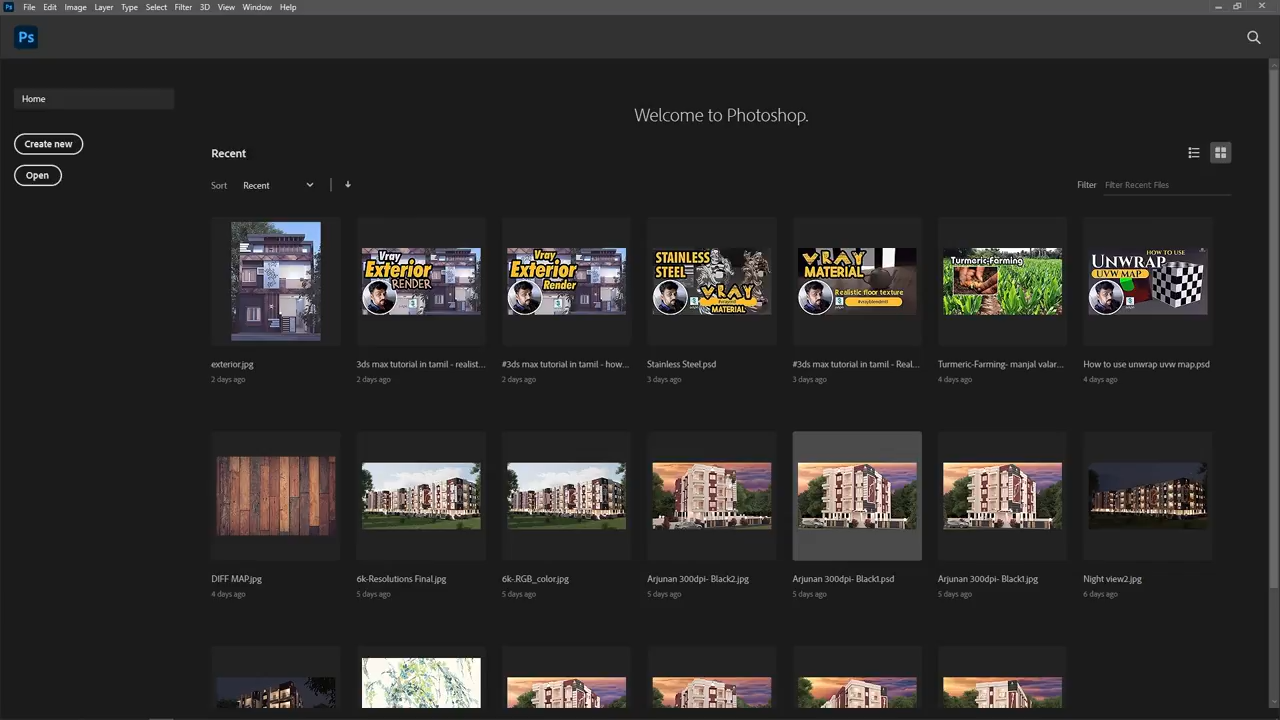 Ps File Edit Image Layer Type Select Filter 3D View Window Help
Ps
Home
Welcome to Photoshop.
Create new
Recent
Open
Sort Recent Filter Filter Recent Files
Vray Exterior RENDER
Vray Exterior Render
STAINLESS STEEL VRAY MATERIAL
VRAY MATERIAL Realistic floor texture
Turmeric-Farming
HOW TO USE UNWRAP UVW MAP
exterior.jpg 3ds max tutorial in tamil - realist... #3ds max tutorial in tamil - how... Stainless Steel.psd #3ds max tutorial in tamil - Real... Turmeric-Farming- manjal valar... How to use unwrap uvw map.psd
2 days ago 2 days ago 2 days ago 3 days ago 3 days ago 4 days ago 4 days ago
DIFF MAP.jpg 6k-Resolutions Final.jpg 6k-.RGB_color.jpg Arjunan 300dpi- Black2.jpg Arjunan 300dpi- Black1.psd Arjunan 300dpi- Black1.jpg Night view2.jpg
4 days ago 5 days ago 5 days ago 5 days ago 5 days ago 5 days ago 6 days ago